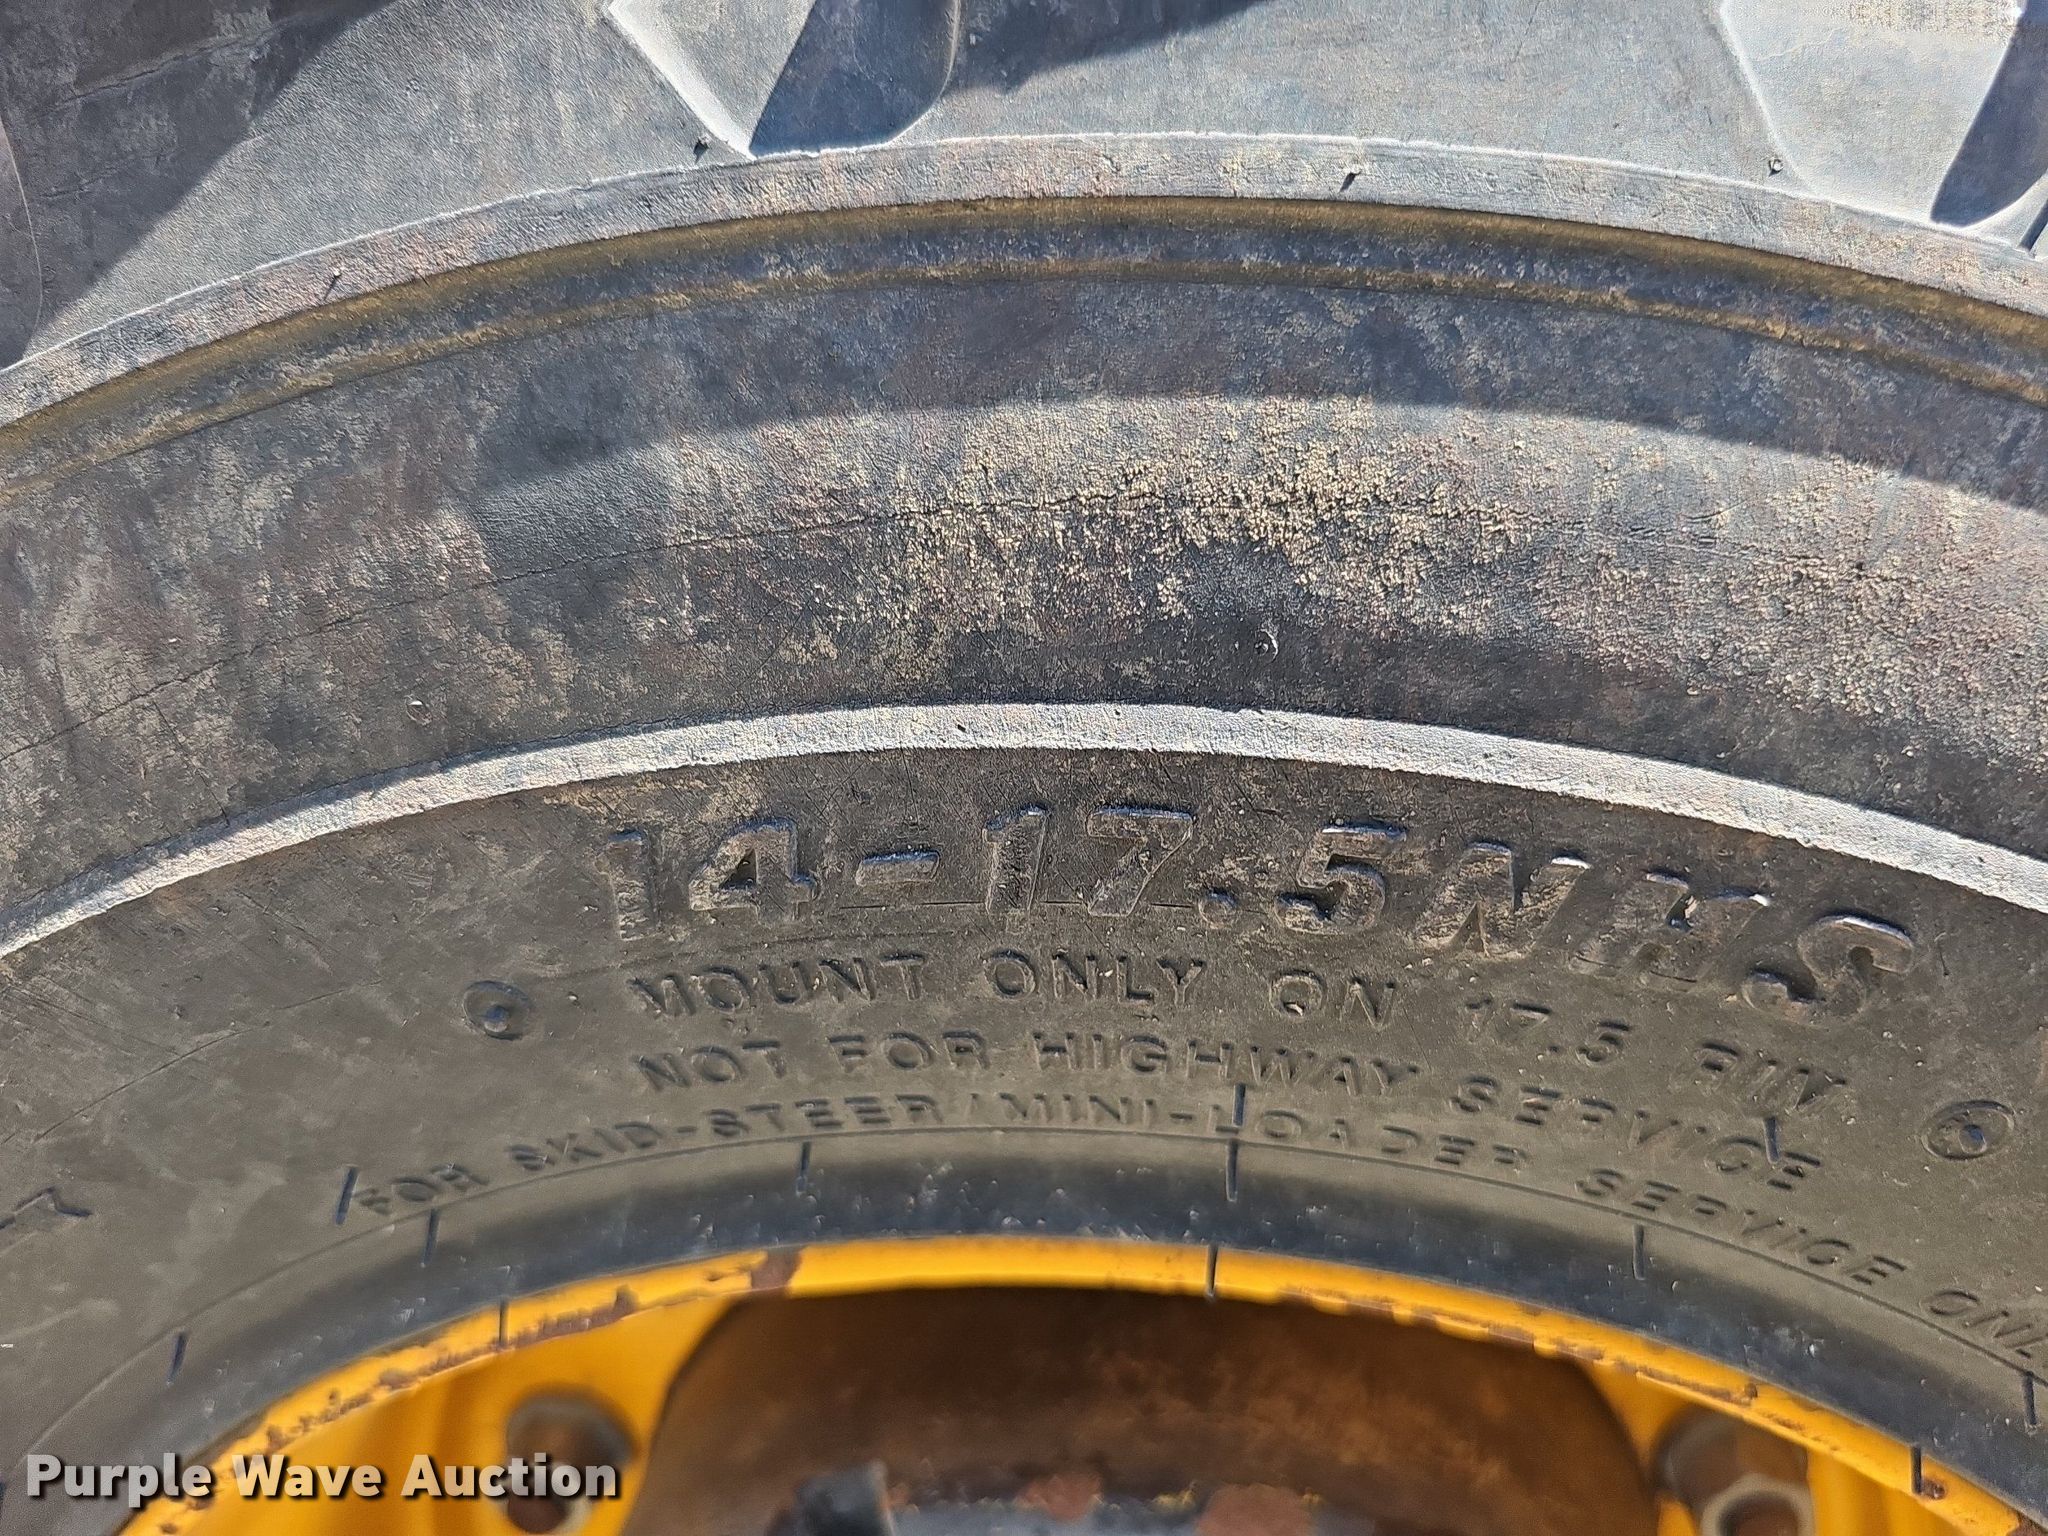 14-17.5NHS
MOUNT ONLY ON 17.5 RIM
NOT FOR HIGHWAY SERVICE
FOR SKID-STEER/MINI-LOADER SERVICE ONLY
Purple Wave Auction